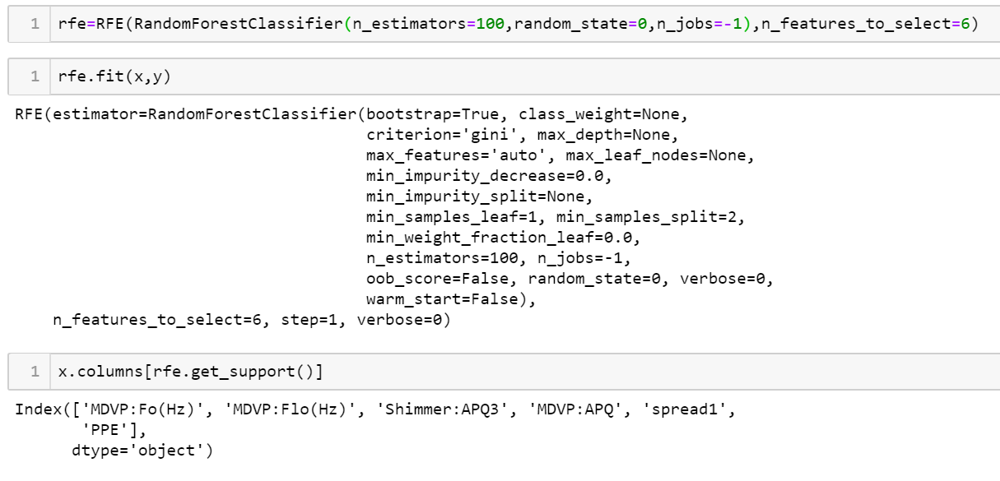 1 rfe=RFE(RandomForestClassifier(n_estimators=100,random_state=0,n_jobs=-1),n_features_to_select=6)
1 rfe.fit(x,y)
RFE(estimator=RandomForestClassifier(bootstrap=True, class_weight=None,
criterion='gini', max_depth=None,
max_features='auto', max_leaf_nodes=None,
min_impurity_decrease=0.0,
min_impurity_split=None,
min_samples_leaf=1, min_samples_split=2,
min_weight_fraction_leaf=0.0,
n_estimators=100, n_jobs=-1,
oob_score=False, random_state=0, verbose=0,
warm_start=False),
n_features_to_select=6, step=1, verbose=0)
1 x.columns[rfe.get_support()]
Index(['MDVP:Fo(Hz)', 'MDVP:Flo(Hz)', 'Shimmer:APQ3', 'MDVP:APQ', 'spread1',
'PPE'],
dtype='object')